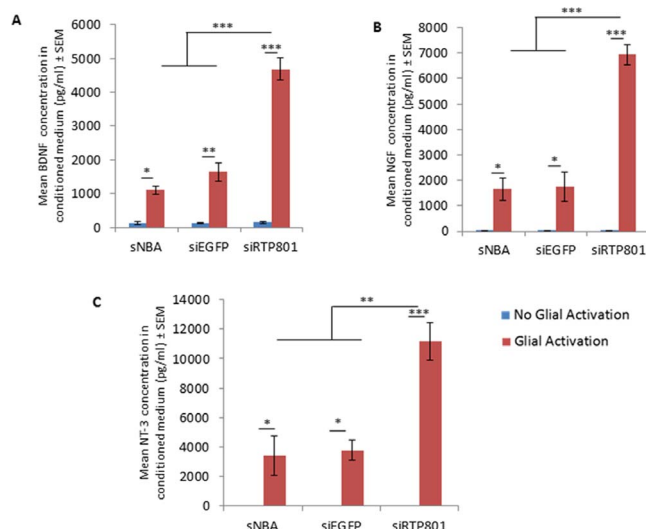 A
Mean BDNF concentration in
conditioned medium (pg/ml) ± SEM
6000
5000
4000
3000
2000
1000
0
***
*
**
***
sNBA siEGFP siRTP801
B
Mean NGF concentration in
conditioned medium (pg/ml) ± SEM
8000
7000
6000
5000
4000
3000
2000
1000
0
***
*
*
***
sNBA siEGFP siRTP801
C
Mean NT-3 concentration in
conditioned medium (pg/ml) ± SEM
14000
12000
10000
8000
6000
4000
2000
0
**
*
*
***
sNBA siEGFP siRTP801
No Glial Activation
Glial Activation